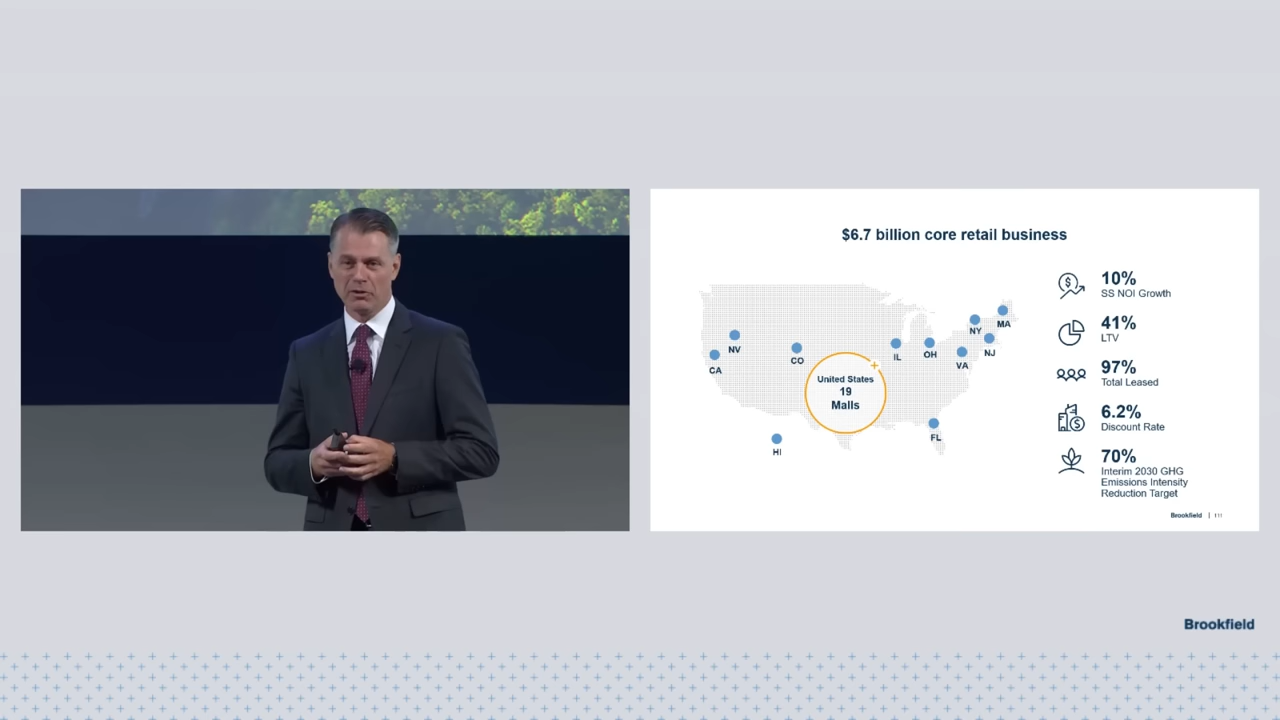 $6.7 billion core retail business
10%
SS NOI Growth
41%
LTV
97%
Total Leased
6.2%
Discount Rate
70%
Interim 2030 GHG
Emissions Intensity
Reduction Target
NV
CA
CO
HI
United States
19
Malls
IL
OH
NY
MA
NJ
VA
FL
Brookfield | 111
Brookfield